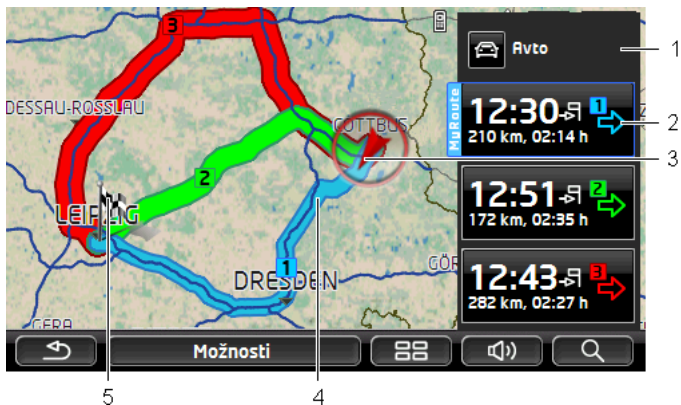 3
Avto
1
DESSAU-ROSSLAU
COTTBUS
MyRoute
12:30
1
2
210 km, 02:14 h
3
2
12:51
2
172 km, 02:35 h
LEIPZIG
1
DRESDEN
GÖR
12:43
3
282 km, 02:27 h
GERA
Možnosti
5
4